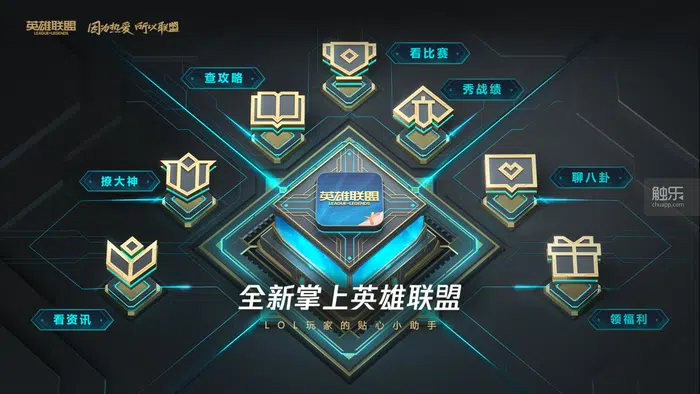 英雄联盟
LEAGUE OF LEGENDS
因为热爱 所以联盟
看比赛
查攻略
秀战绩
撩大神
聊八卦
英雄联盟
LEAGUE OF LEGENDS
触乐
chuapp.com
全新掌上英雄联盟
LOL玩家的贴心小助手
看资讯
领福利